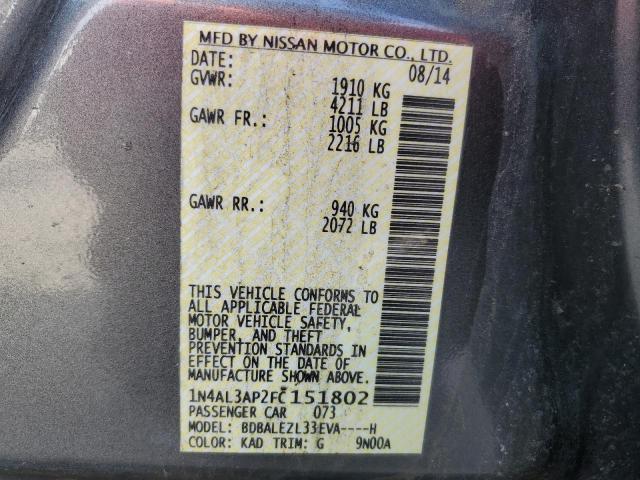 MFD BY NISSAN MOTOR CO., LTD.
DATE: 08/14
GVWR: 1910 KG
4211 LB
GAWR FR.: 1005 KG
2216 LB
GAWR RR.: 940 KG
2072 LB
THIS VEHICLE CONFORMS TO
ALL APPLICABLE FEDERAL
MOTOR VEHICLE SAFETY,
BUMPER, AND THEFT
PREVENTION STANDARDS IN
EFFECT ON THE DATE OF
MANUFACTURE SHOWN ABOVE.
1N4AL3AP2FC151802
PASSENGER CAR 073
MODEL: BDBALEZL33EVA----H
COLOR: KAD TRIM: G 9N00A